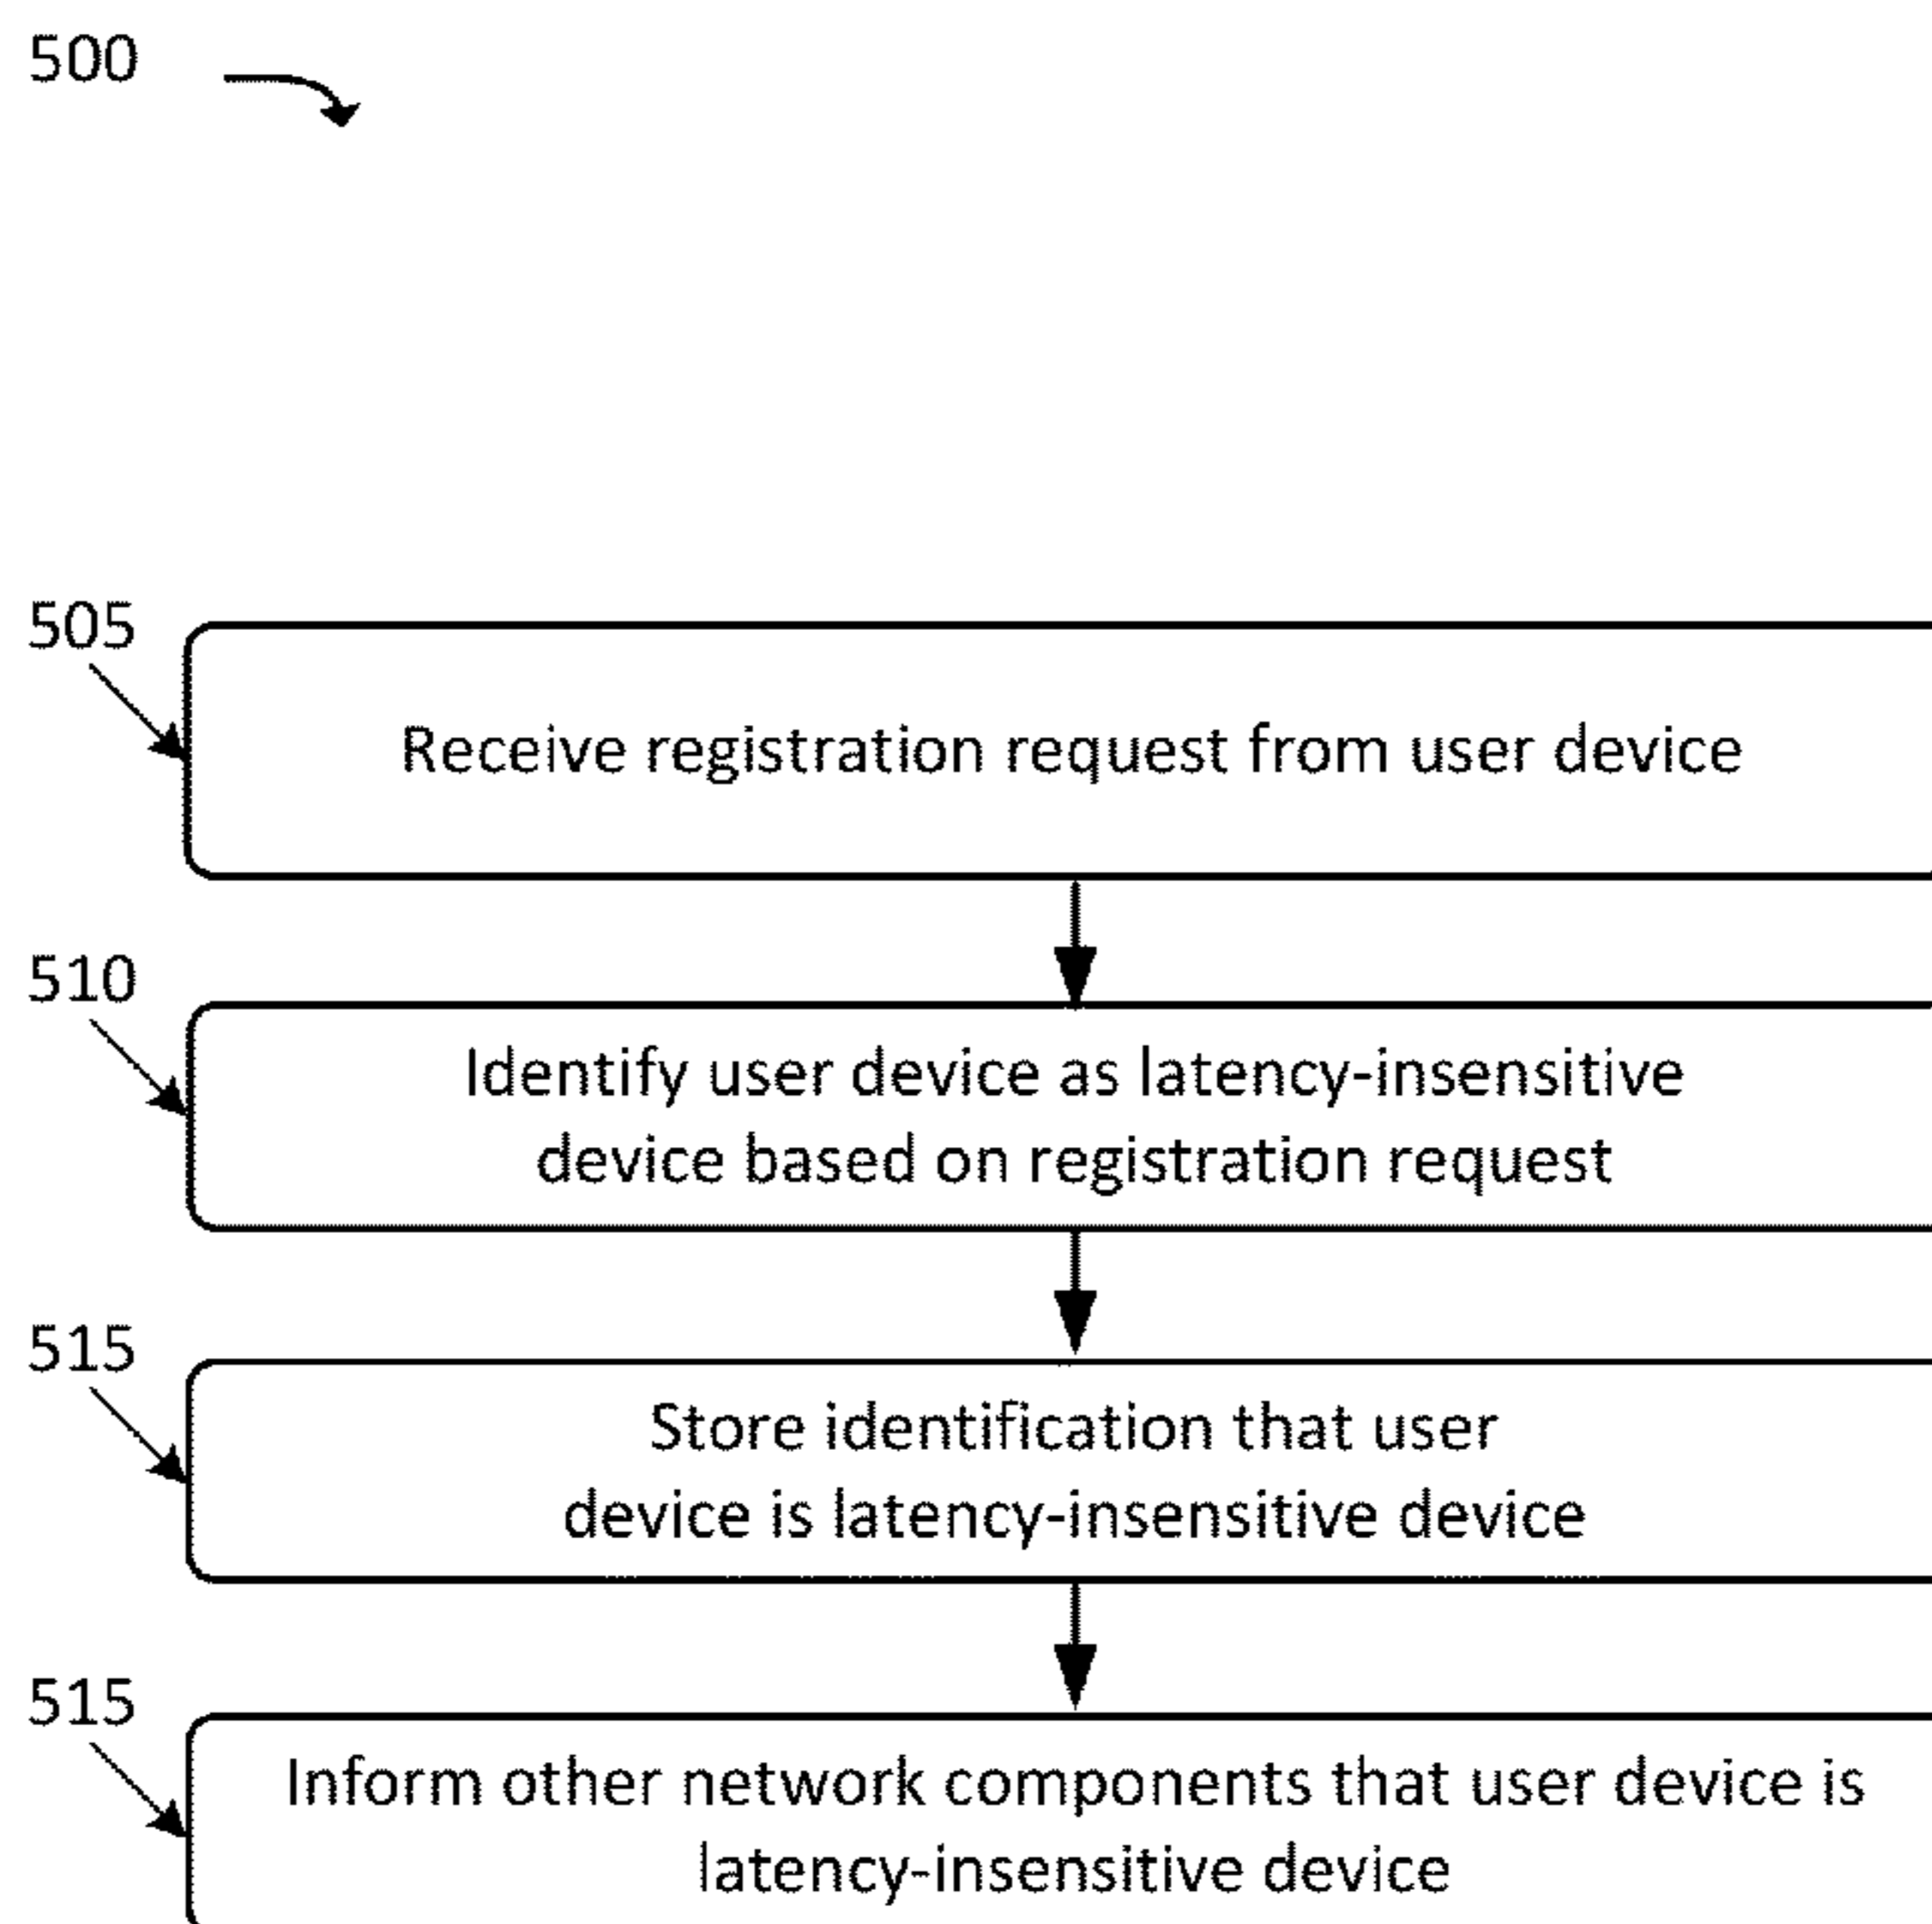 500
505
Receive registration request from user device
510
Identify user device as latency-insensitive
device based on registration request
515
Store identification that user
device is latency-insensitive device
515
Inform other network components that user device is
latency-insensitive device